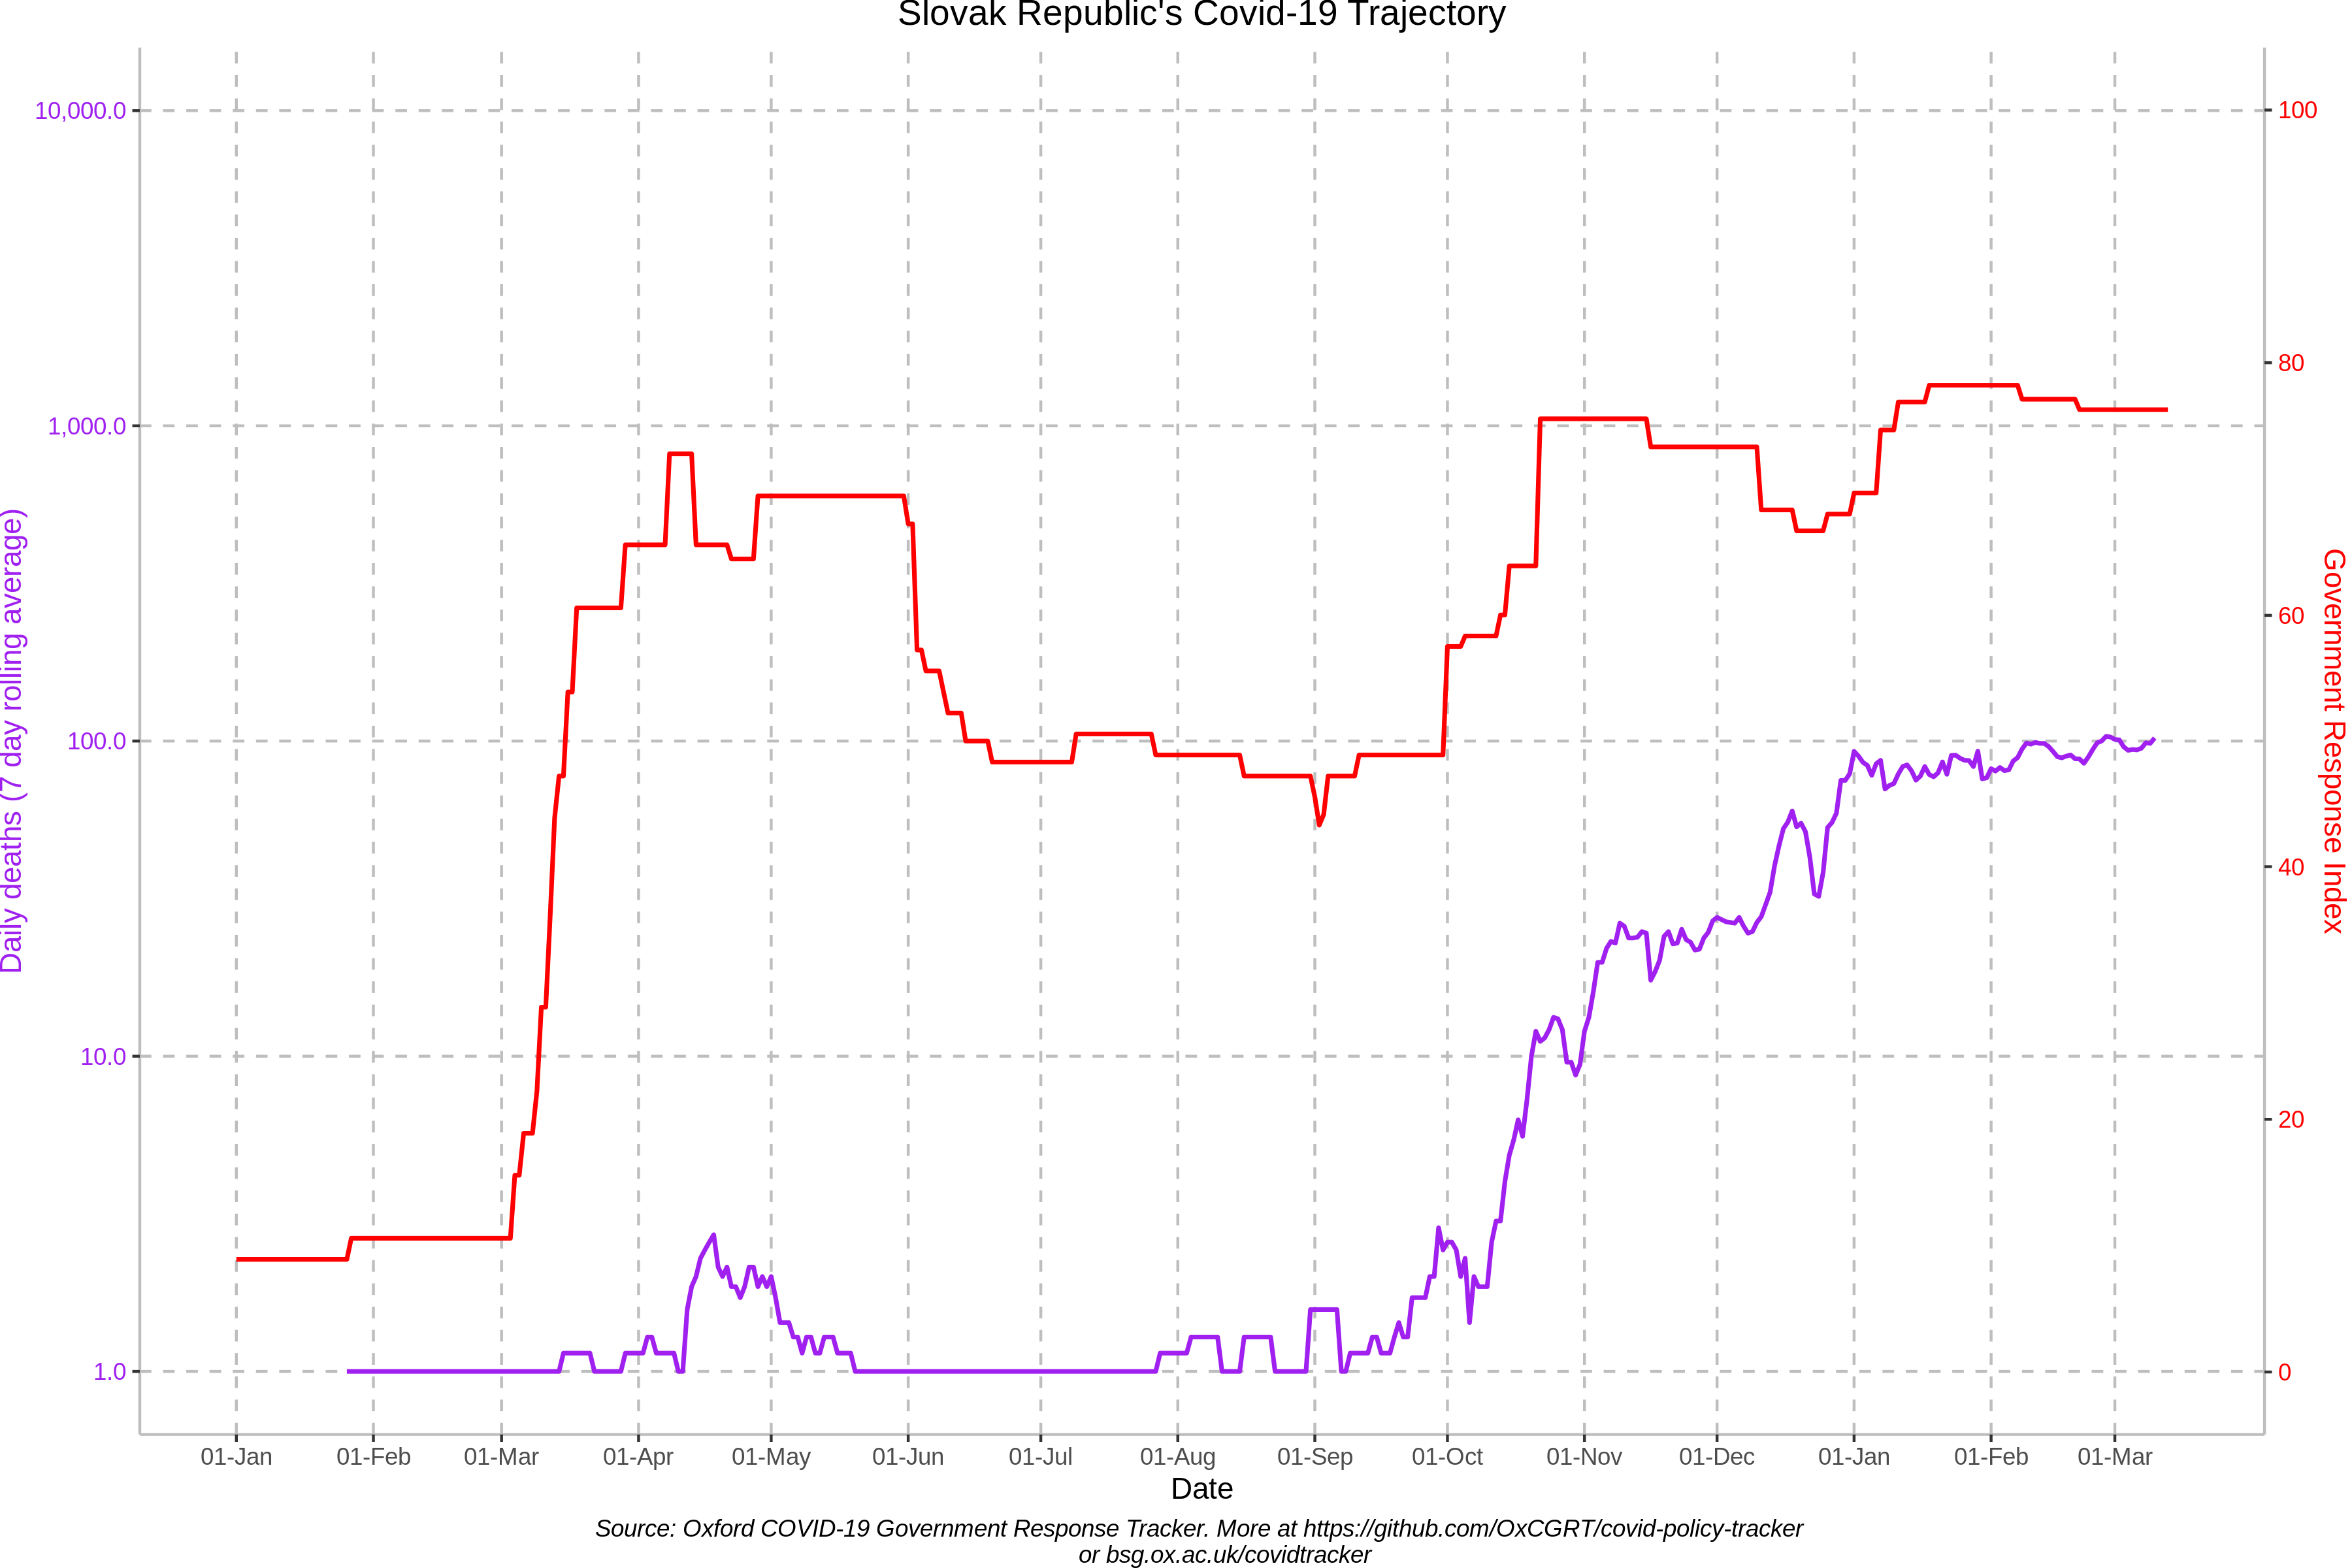 Slovak Republic's Covid-19 Trajectory
10,000.0
1,000.0
100.0
10.0
1.0
Daily deaths (7 day rolling average)
100
80
60
40
20
0
Government Response Index
01-Jan 01-Feb 01-Mar 01-Apr 01-May 01-Jun 01-Jul 01-Aug 01-Sep 01-Oct 01-Nov 01-Dec 01-Jan 01-Feb 01-Mar
Date
Source: Oxford COVID-19 Government Response Tracker. More at https://github.com/OxCGRT/covid-policy-tracker
or bsg.ox.ac.uk/covidtracker